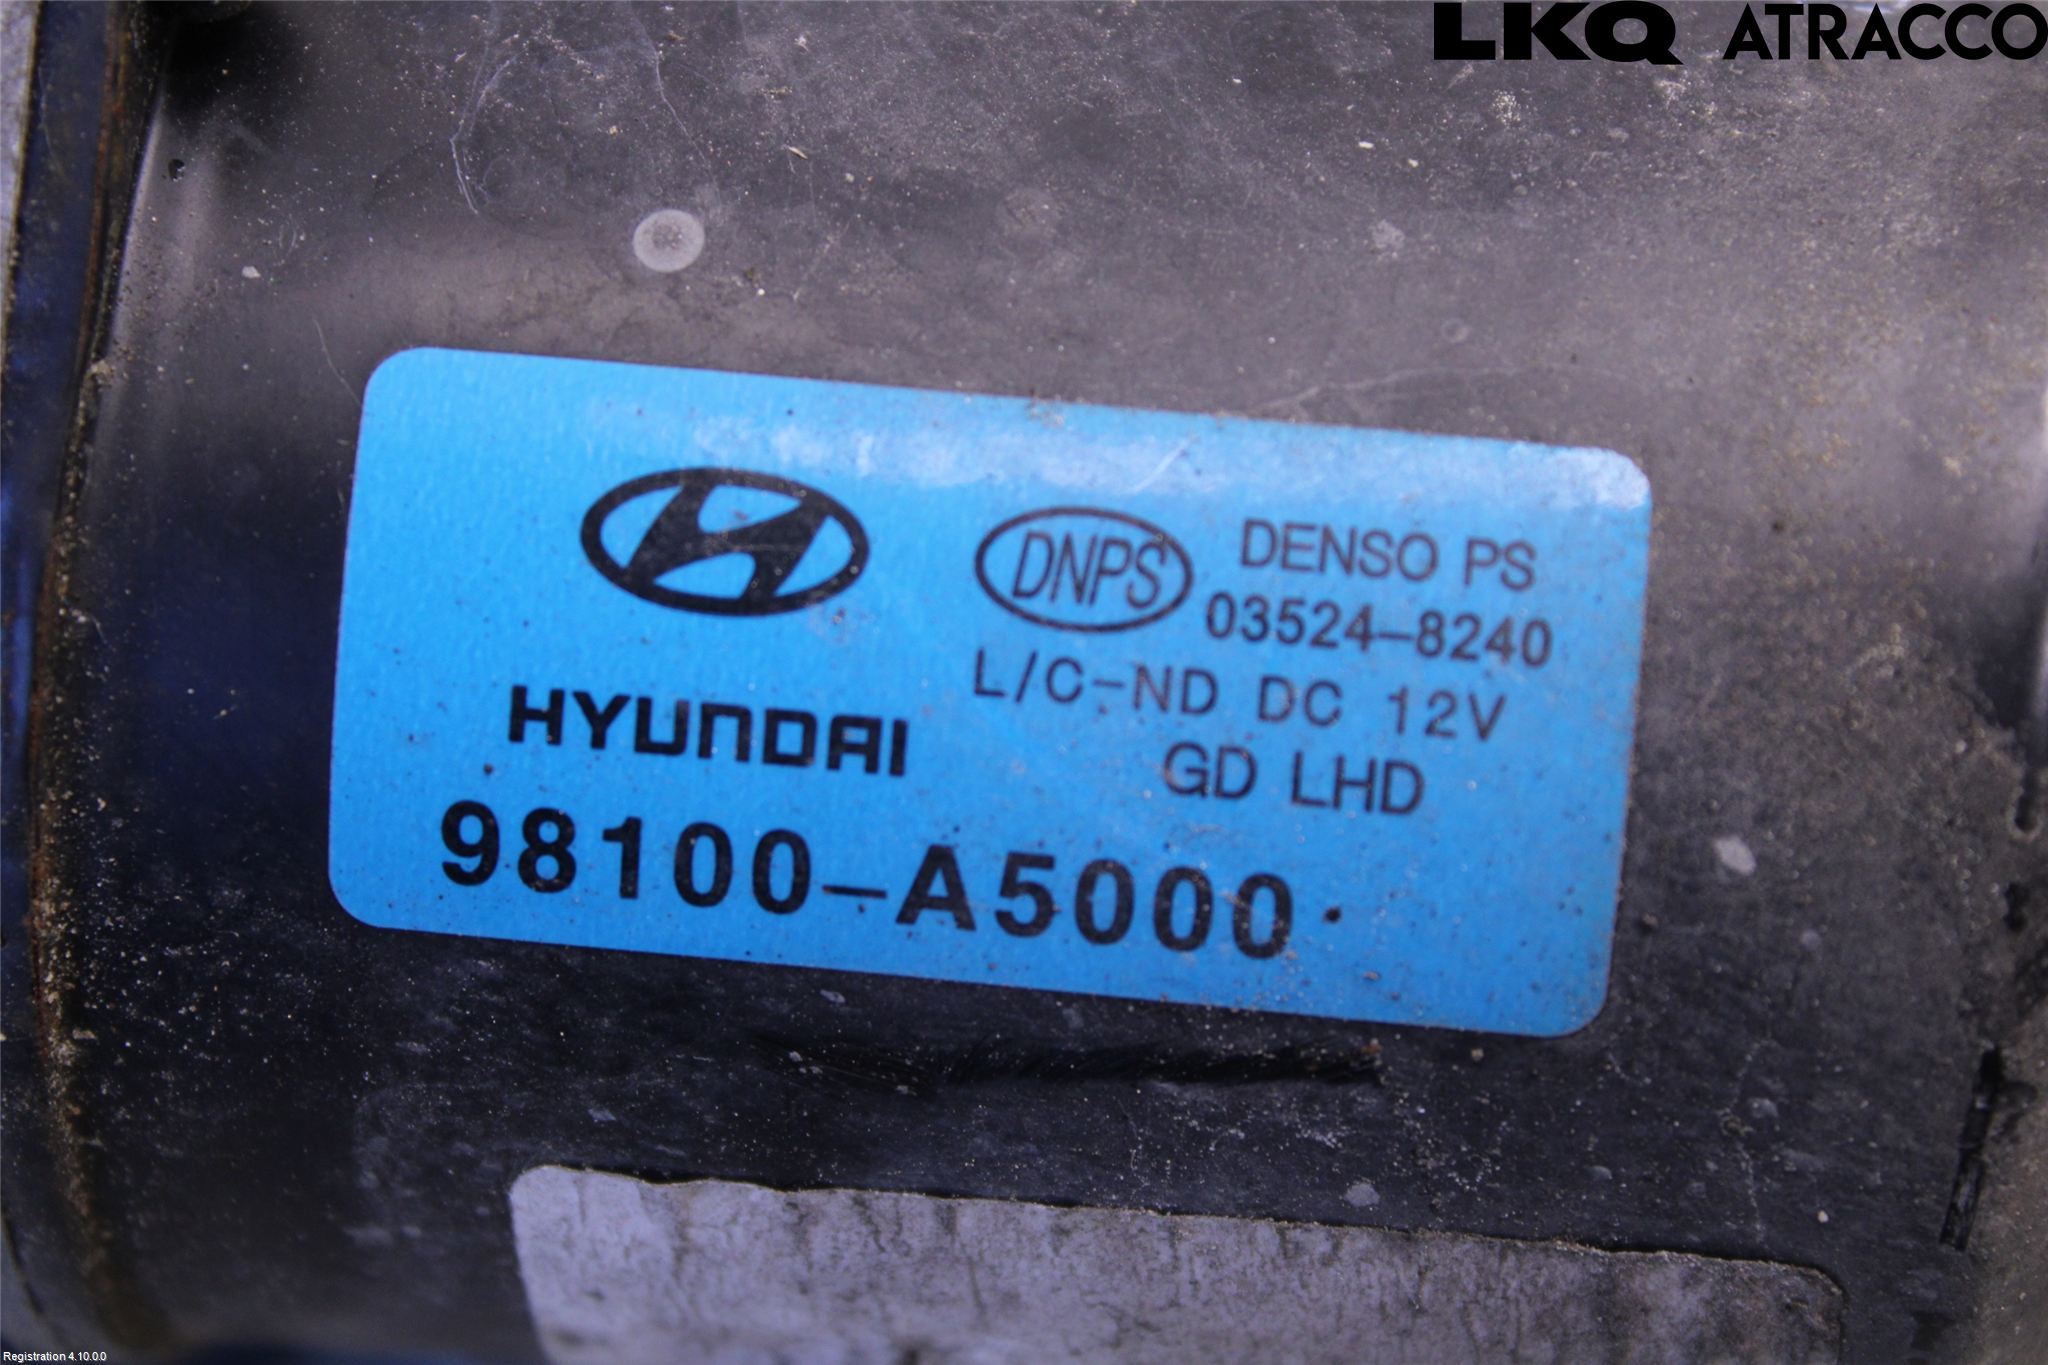 LKQ ATRACCO
DNPS
DENSO PS
03524-8240
L/C-ND DC 12V
GD LHD
HYUNDAI
98100-A5000
Registration 4.10.0.0